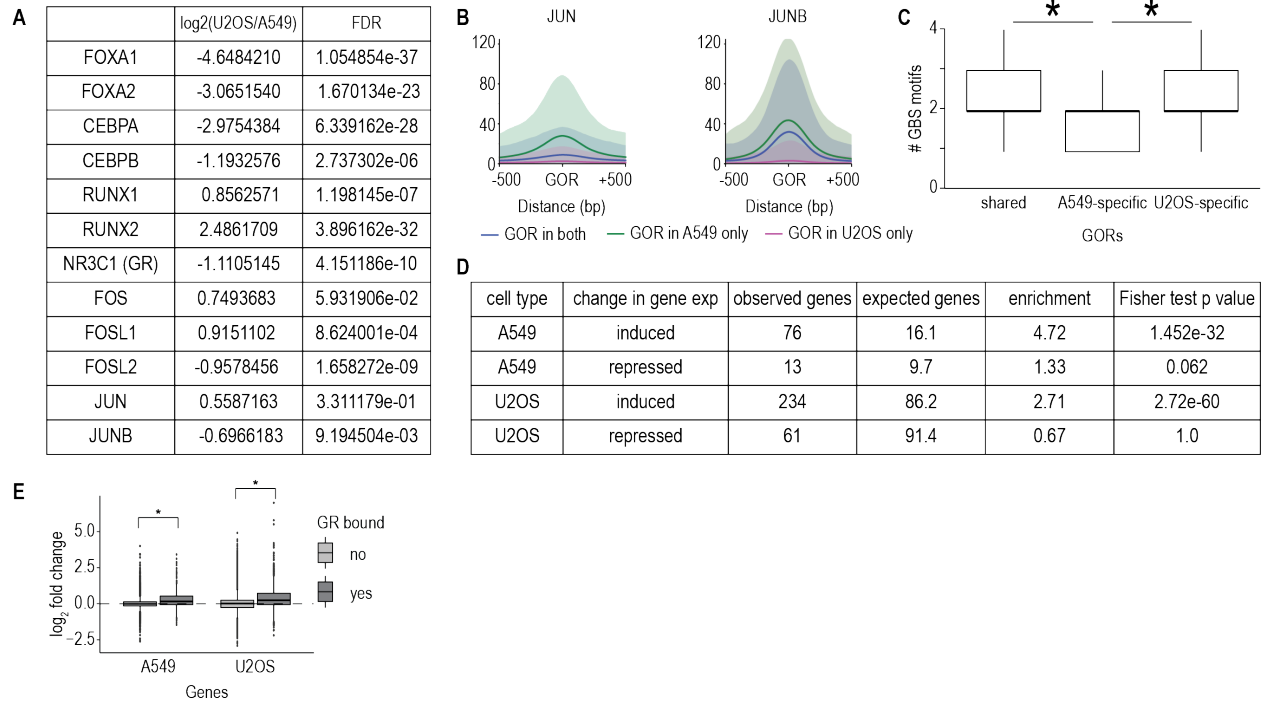 A
log2(U2OS/A549) FDR
FOXA1 -4.6484210 1.054854e-37
FOXA2 -3.0651540 1.670134e-23
CEBPA -2.9754384 6.339162e-28
CEBPB -1.1932576 2.737302e-06
RUNX1 0.8562571 1.198145e-07
RUNX2 2.4861709 3.896162e-32
NR3C1 (GR) -1.1105145 4.151186e-10
FOS 0.7493683 5.931906e-02
FOSL1 0.9151102 8.624001e-04
FOSL2 -0.9578456 1.658272e-09
JUN 0.5587163 3.311179e-01
JUNB -0.6966183 9.194504e-03
B
JUN JUNB
120 120
80 80
40 40
0 0
-500 GOR +500 -500 GOR +500
Distance (bp) Distance (bp)
GOR in both GOR in A549 only GOR in U2OS only
C
* *
# GBS motifs
4
2
0
shared A549-specific U2OS-specific
GORs
D
cell type change in gene exp observed genes expected genes enrichment Fisher test p value
A549 induced 76 16.1 4.72 1.452e-32
A549 repressed 13 9.7 1.33 0.062
U2OS induced 234 86.2 2.71 2.72e-60
U2OS repressed 61 91.4 0.67 1.0
E
* *
log2 fold change
5.0
2.5
0.0
−2.5
A549 U2OS
Genes
GR bound
no
yes